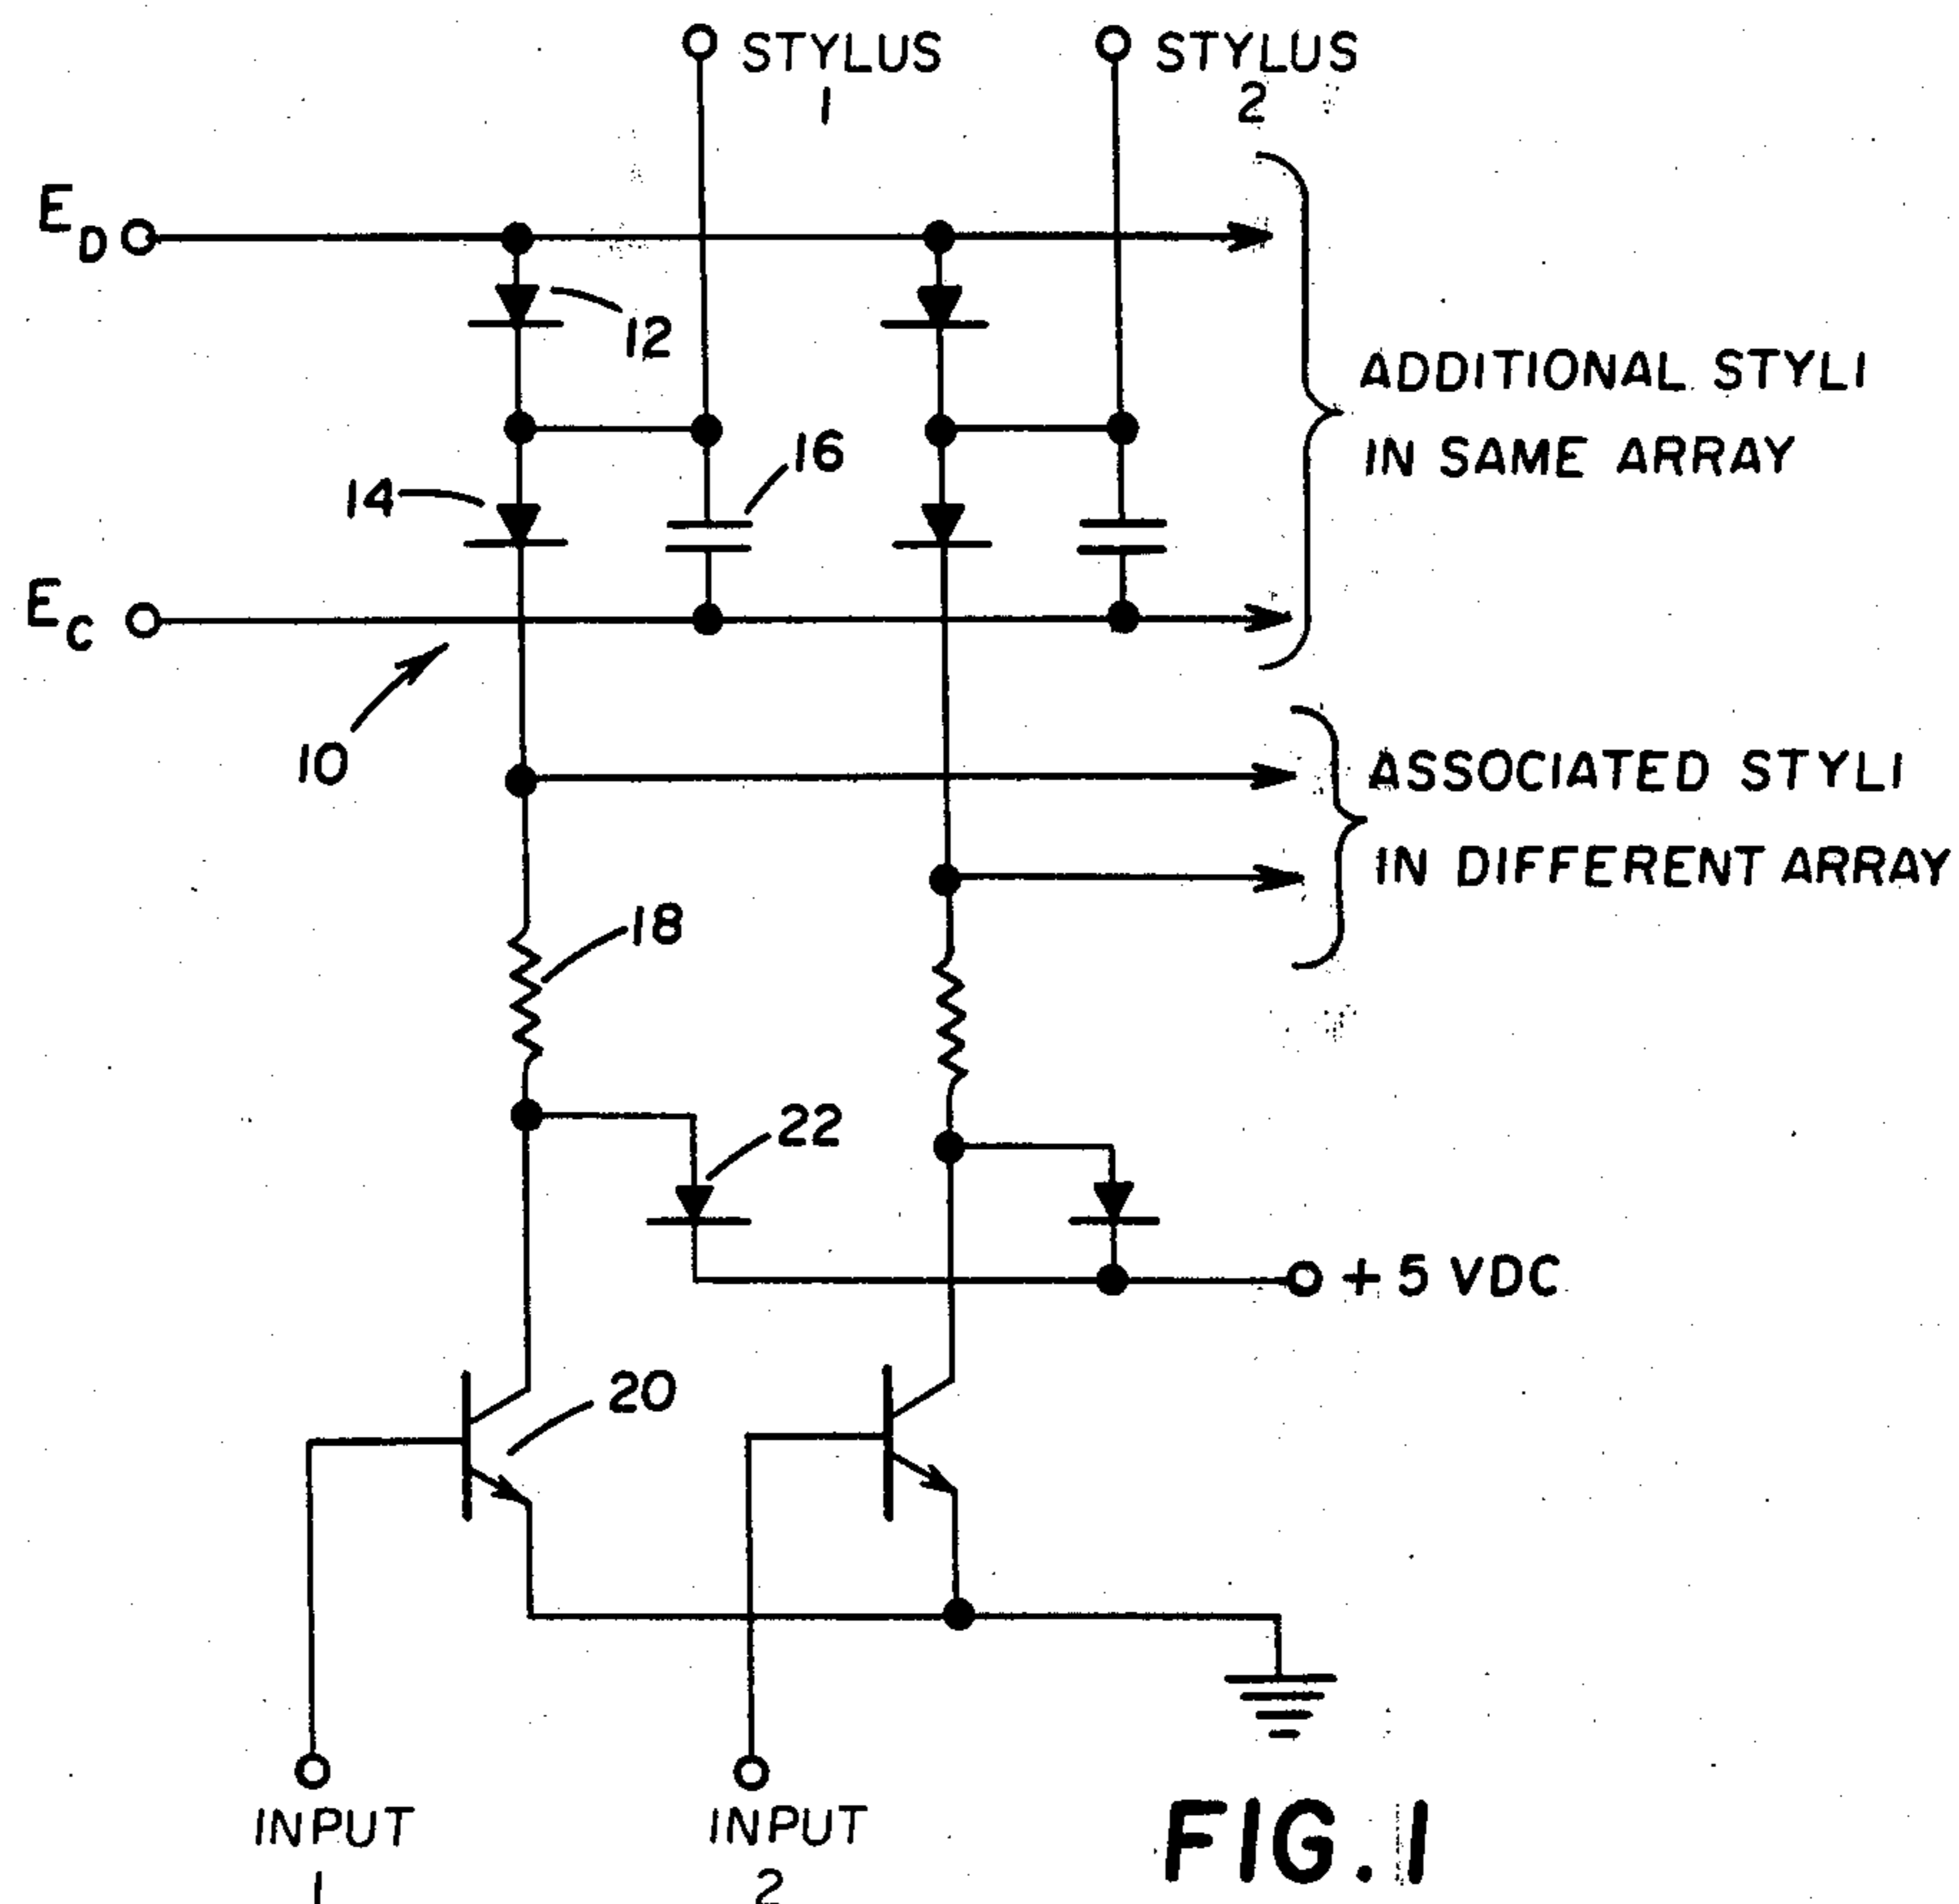 STYLUS
1
STYLUS
2
ED
12
ADDITIONAL STYLI
IN SAME ARRAY
14
16
EC
10
ASSOCIATED STYLI
IN DIFFERENT ARRAY
18
22
+5 VDC
20
INPUT
1
INPUT
2
FIG. 1